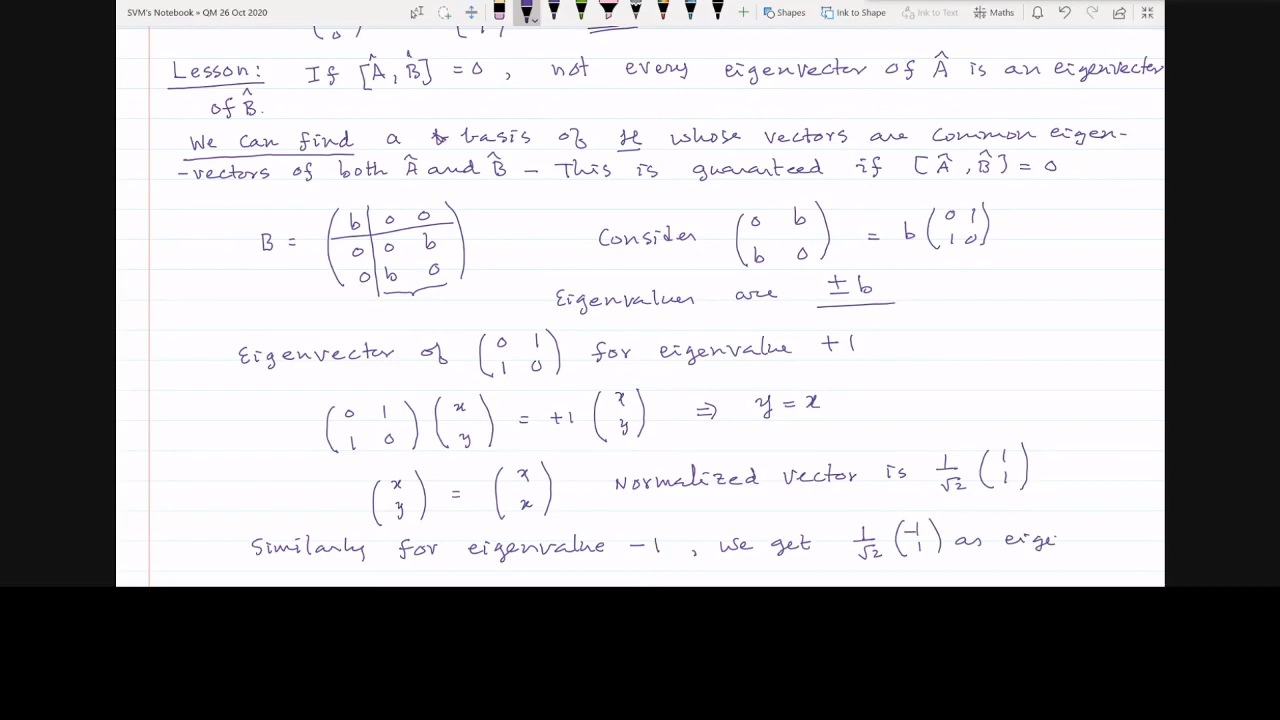 SVM's Notebook » QM 26 Oct 2020
Shapes Ink to Shape Ink to Text Maths
Lesson: If [Â, B̂] = 0, not every eigenvector of Â is an eigenvector
of B̂.
We can find a basis of ℋ whose vectors are common eigen-
-vectors of both Â and B̂ - This is guaranteed if [Â, B̂] = 0
B = (b 0 0; 0 0 b; 0 b 0) Consider (0 b; b 0) = b (0 1; 1 0)
Eigenvalues are ± b
Eigenvector of (0 1; 1 0) for eigenvalue +1
(0 1; 1 0) (x; y) = +1 (x; y) ⇒ y = x
(x; y) = (x; x) Normalized vector is 1/√2 (1; 1)
Similarly for eigenvalue -1, we get 1/√2 (-1; 1) as eige